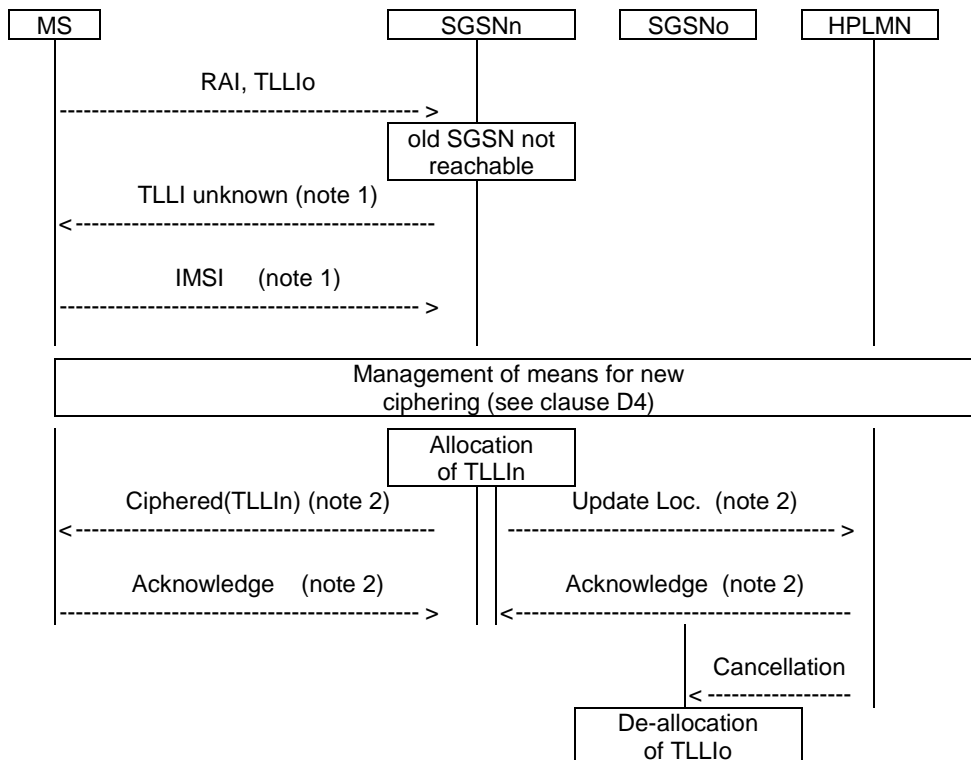 MS SGSNn SGSNo HPLMN
RAI, TLLIo
old SGSN not
reachable
TLLI unknown (note 1)
IMSI (note 1)
Management of means for new
ciphering (see clause D4)
Allocation
of TLLIn
Ciphered(TLLIn) (note 2) Update Loc. (note 2)
Acknowledge (note 2) Acknowledge (note 2)
Cancellation
De-allocation
of TLLIo